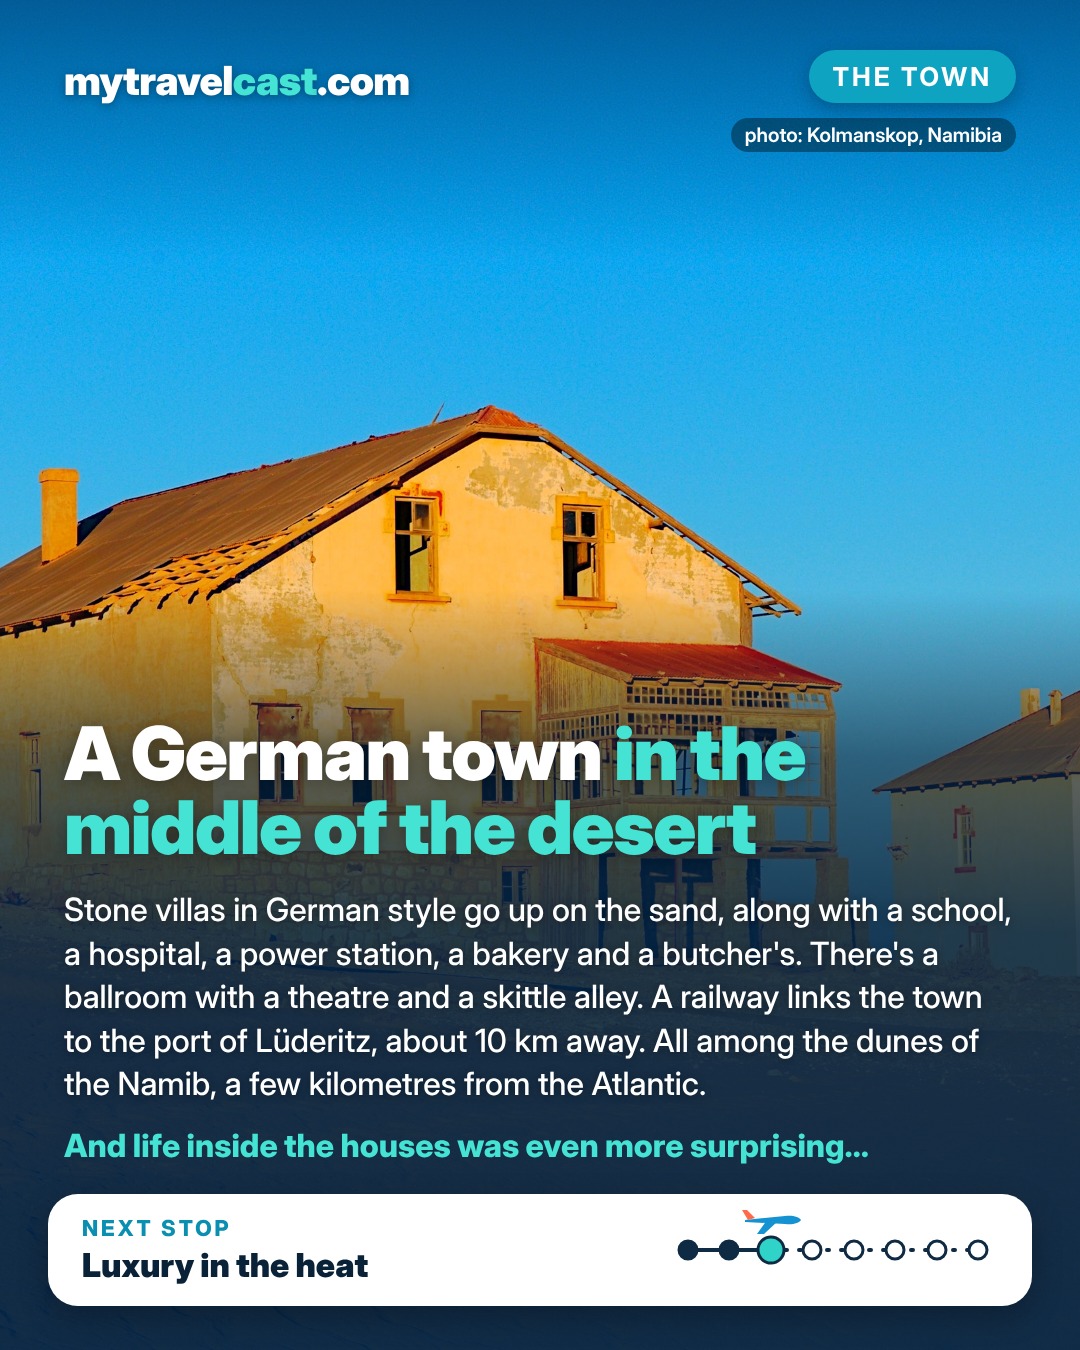 mytravelcast.com
THE TOWN
photo: Kolmanskop, Namibia
A German town in the
middle of the desert
Stone villas in German style go up on the sand, along with a school,
a hospital, a power station, a bakery and a butcher's. There's a
ballroom with a theatre and a skittle alley. A railway links the town
to the port of Lüderitz, about 10 km away. All among the dunes of
the Namib, a few kilometres from the Atlantic.
And life inside the houses was even more surprising...
NEXT STOP
Luxury in the heat